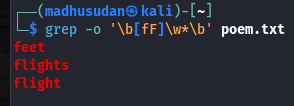 ┌──(madhusudan㉿kali)-[~]
└─$ grep -o '\b[fF]\w*\b' poem.txt
feet
flights
flight